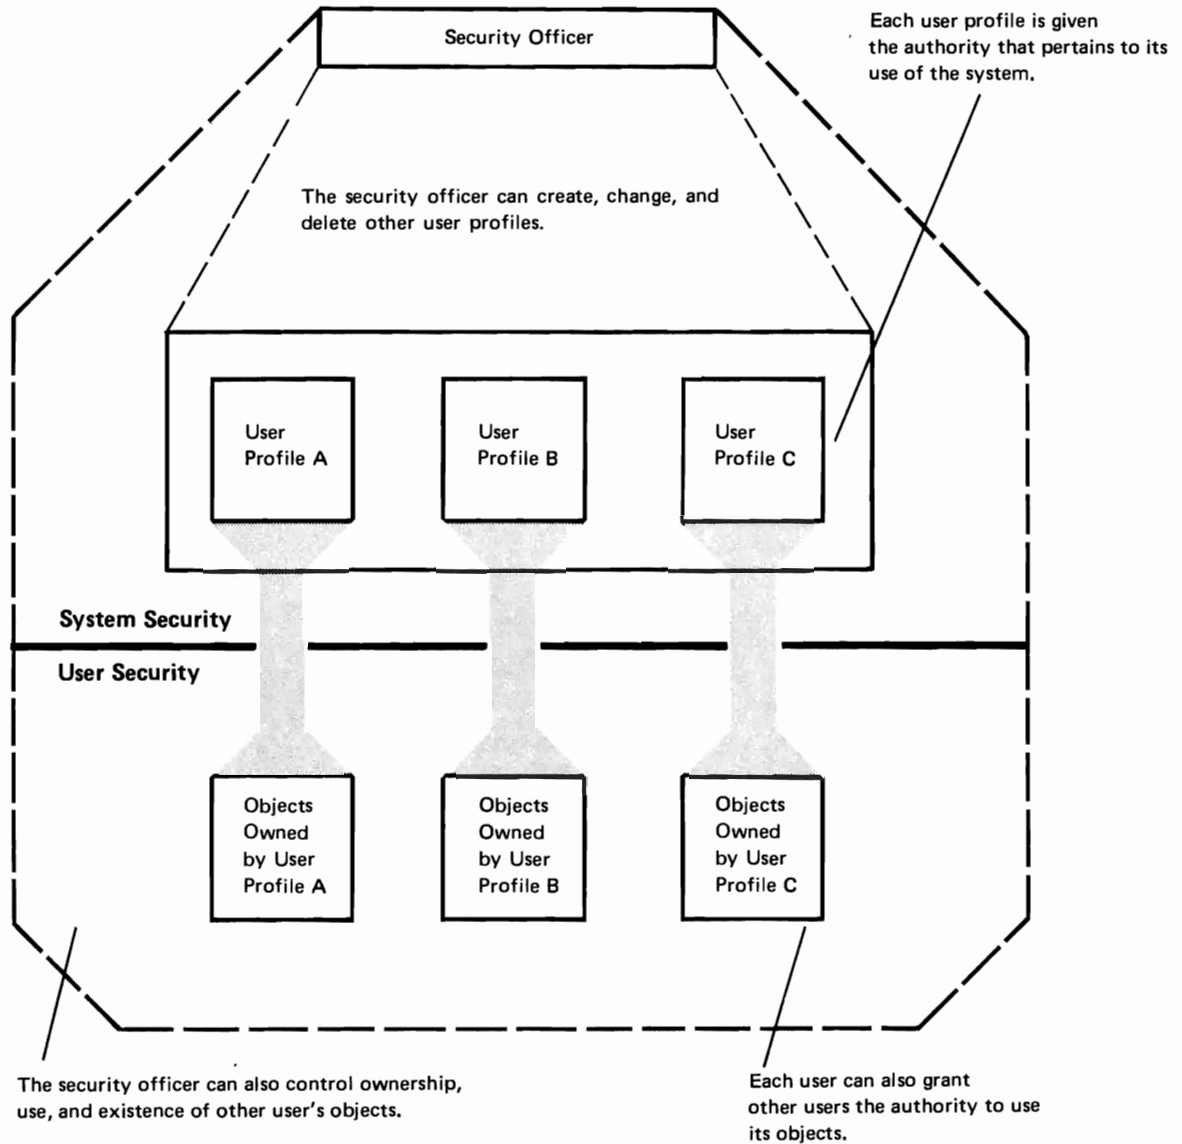 Security Officer
Each user profile is given
the authority that pertains to its
use of the system.
The security officer can create, change, and
delete other user profiles.
User
Profile A
User
Profile B
User
Profile C
System Security
User Security
Objects
Owned
by User
Profile A
Objects
Owned
by User
Profile B
Objects
Owned
by User
Profile C
The security officer can also control ownership,
use, and existence of other user's objects.
Each user can also grant
other users the authority to use
its objects.